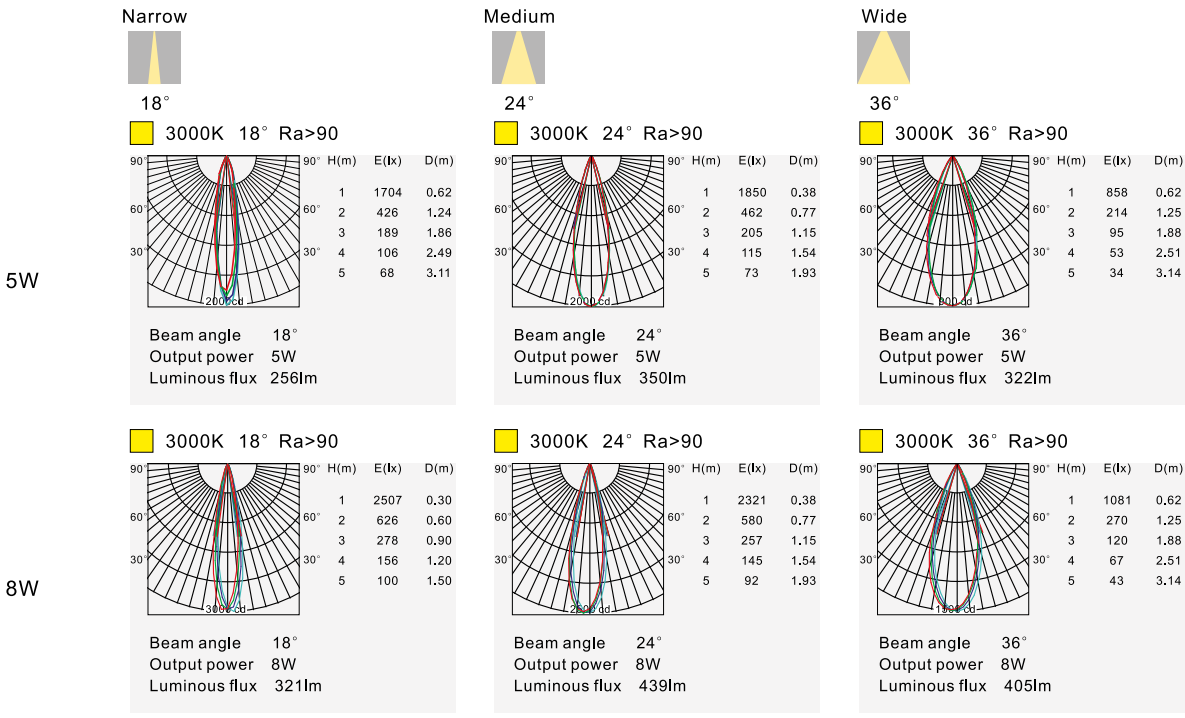 Narrow
Medium
Wide
18°
24°
36°
3000K 18° Ra>90
90° 90° H(m) E(lx) D(m)
1 1704 0.62
60° 60° 2 426 1.24
3 189 1.86
30° 30° 4 106 2.49
5 68 3.11
2000cd
Beam angle 18°
Output power 5W
Luminous flux 256lm
3000K 24° Ra>90
90° 90° H(m) E(lx) D(m)
1 1850 0.38
60° 60° 2 462 0.77
3 205 1.15
30° 30° 4 115 1.54
5 73 1.93
2000cd
Beam angle 24°
Output power 5W
Luminous flux 350lm
3000K 36° Ra>90
90° 90° H(m) E(lx) D(m)
1 858 0.62
60° 60° 2 214 1.25
3 95 1.88
30° 30° 4 53 2.51
5 34 3.14
900cd
Beam angle 36°
Output power 5W
Luminous flux 322lm
5W
3000K 18° Ra>90
90° 90° H(m) E(lx) D(m)
1 2507 0.30
60° 60° 2 626 0.60
3 278 0.90
30° 30° 4 156 1.20
5 100 1.50
3000cd
Beam angle 18°
Output power 8W
Luminous flux 321lm
3000K 24° Ra>90
90° 90° H(m) E(lx) D(m)
1 2321 0.38
60° 60° 2 580 0.77
3 257 1.15
30° 30° 4 145 1.54
5 92 1.93
Beam angle 24°
Output power 8W
Luminous flux 439lm
3000K 36° Ra>90
90° 90° H(m) E(lx) D(m)
1 1081 0.62
60° 60° 2 270 1.25
3 120 1.88
30° 30° 4 67 2.51
5 43 3.14
Beam angle 36°
Output power 8W
Luminous flux 405lm
8W